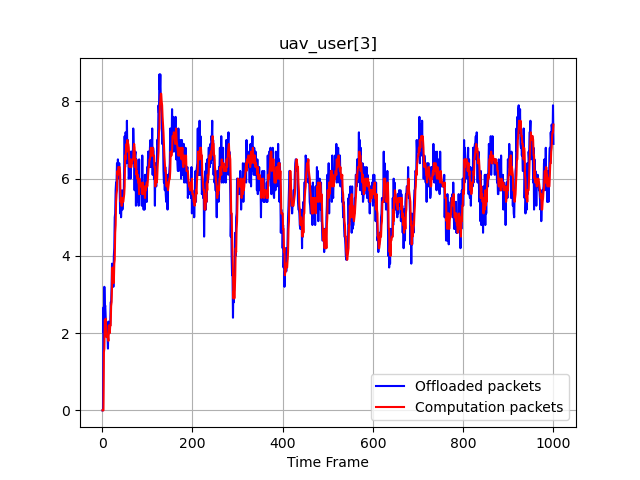 uav_user[3]
8
6
4
2
0
0 200 400 600 800 1000
Time Frame
Offloaded packets
Computation packets